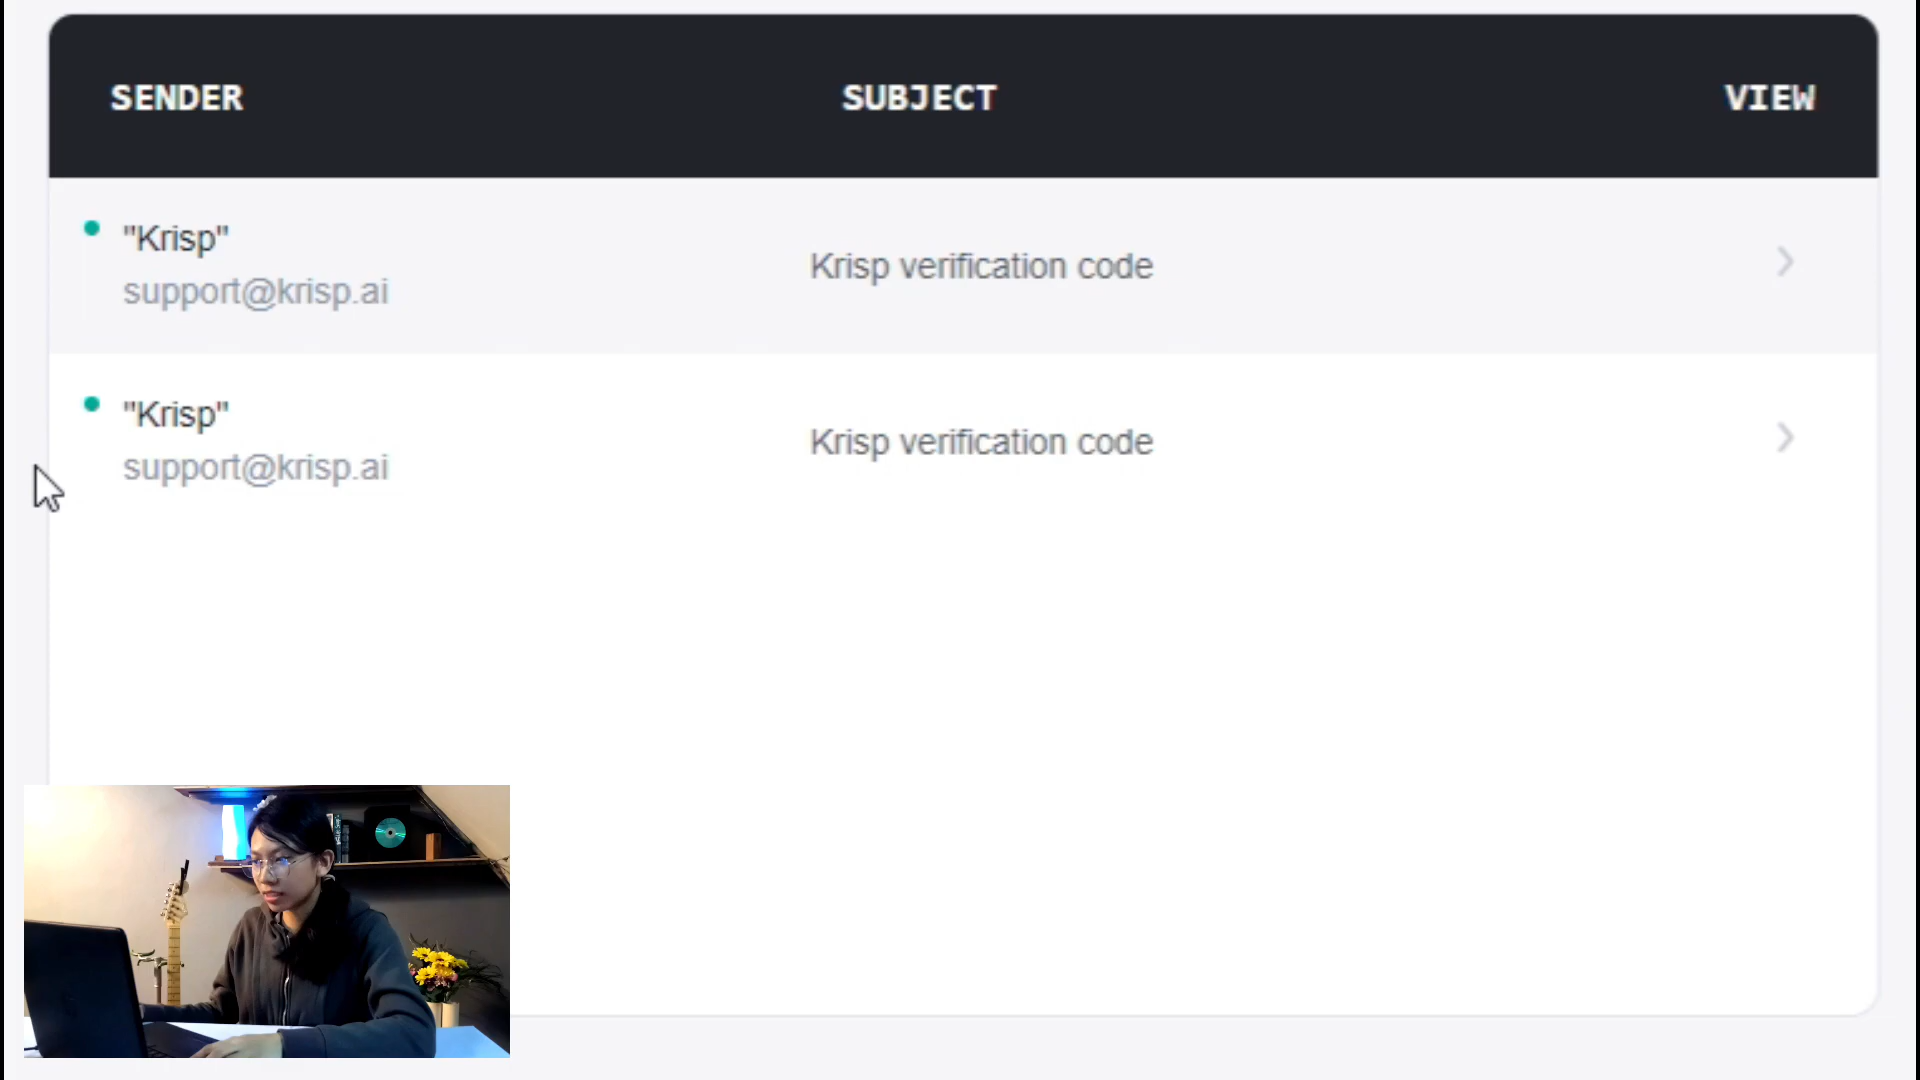 SENDER SUBJECT VIEW
"Krisp"
support@krisp.ai
Krisp verification code
"Krisp"
support@krisp.ai
Krisp verification code